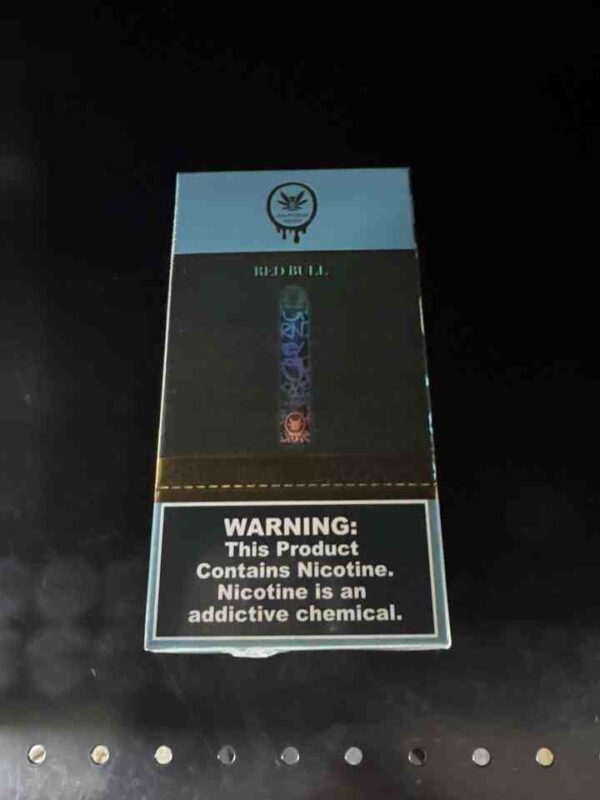 RED BULL
WARNING:
This Product
Contains Nicotine.
Nicotine is an
addictive chemical.